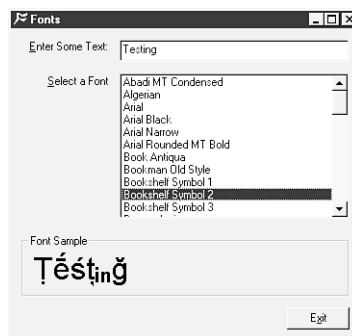 Fonts
Enter Some Text:
Testing
Select a Font
Abadi MT Condensed
Algerian
Arial
Arial Black
Arial Narrow
Arial Rounded MT Bold
Book Antiqua
Bookman Old Style
Bookshelf Symbol 1
Bookshelf Symbol 2
Bookshelf Symbol 3
Font Sample
Ṭếśṭinğ
Exit